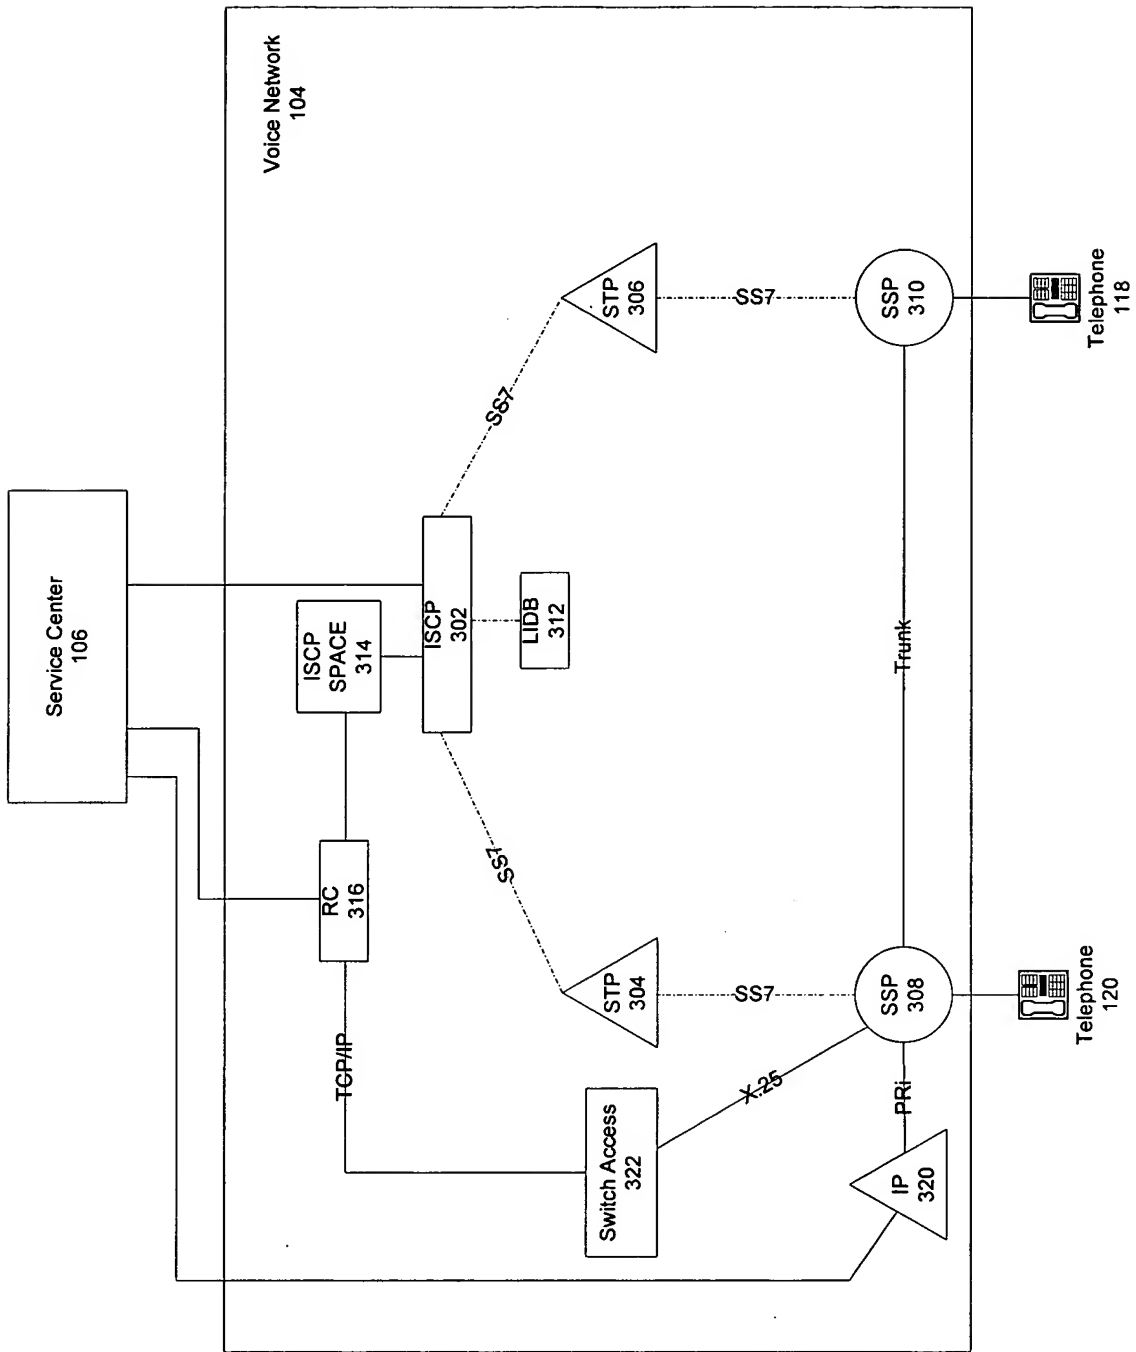 Service Center
106
Voice Network
104
ISCP
SPACE
314
RC
316
ISCP
302
LIDB
312
SS7
SS7
TCP/IP
STP
304
STP
306
Switch Access
322
SS7
SS7
X.25
IP
320
PRi
SSP
308
Trunk
SSP
310
Telephone
120
Telephone
118